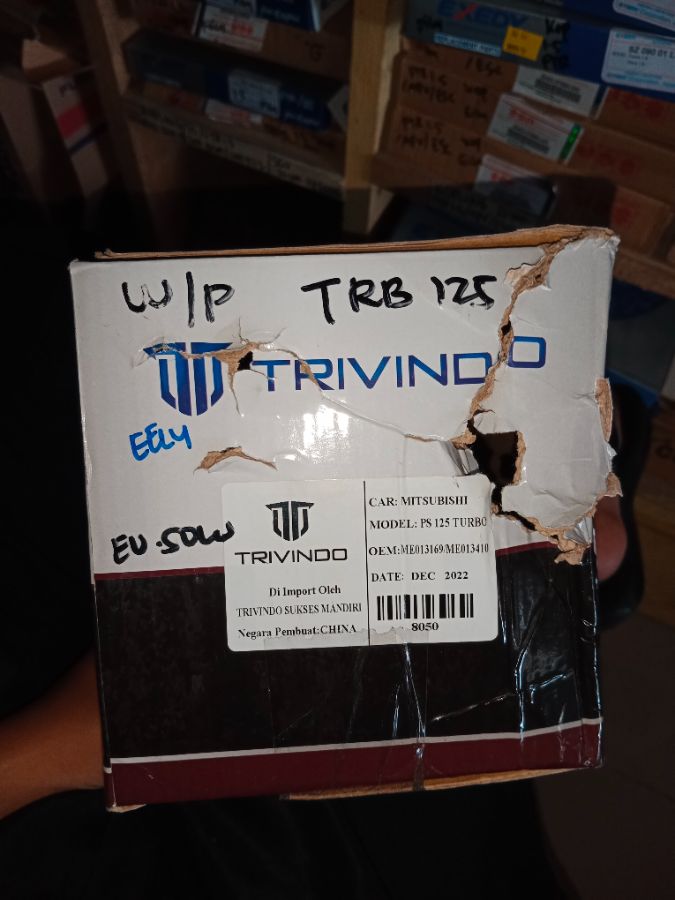 EXEDY
W/P TRB 125
TRIVINDO
EELY
EU.50W
TRIVINDO
Di Import Oleh
TRIVINDO SUKSES MANDIRI
Negara Pembuat:CHINA
CAR: MITSUBISHI
MODEL: PS 125 TURBO
OEM:ME013169/ME013410
DATE: DEC 2022
8050